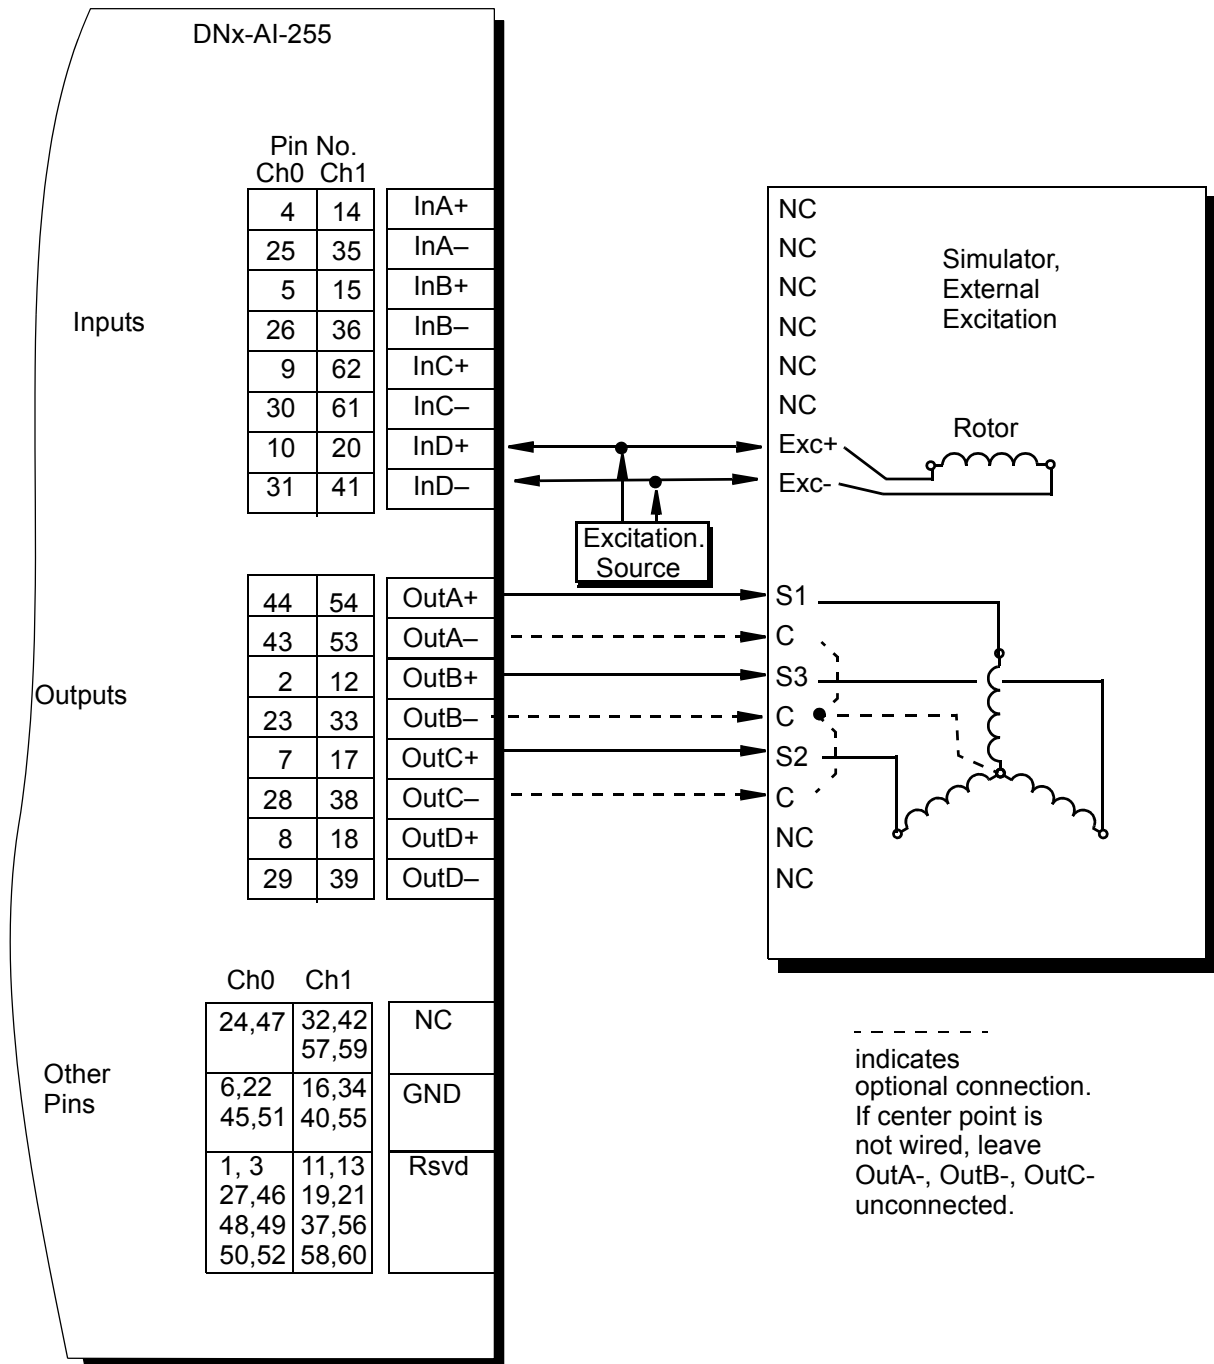 DNx-AI-255
Pin No.
Ch0 Ch1
Inputs
4 14 InA+
25 35 InA–
5 15 InB+
26 36 InB–
9 62 InC+
30 61 InC–
10 20 InD+
31 41 InD–
Outputs
44 54 OutA+
43 53 OutA–
2 12 OutB+
23 33 OutB–
7 17 OutC+
28 38 OutC–
8 18 OutD+
29 39 OutD–
Other
Pins
Ch0 Ch1
24,47 32,42 NC
57,59
6,22 16,34 GND
45,51 40,55
1, 3 11,13 Rsvd
27,46 19,21
48,49 37,56
50,52 58,60
Excitation.
Source
NC
NC
NC
NC
NC
NC
Simulator,
External
Excitation
Exc+
Exc-
Rotor
S1
C
S3
C
S2
C
NC
NC
indicates
optional connection.
If center point is
not wired, leave
OutA-, OutB-, OutC-
unconnected.